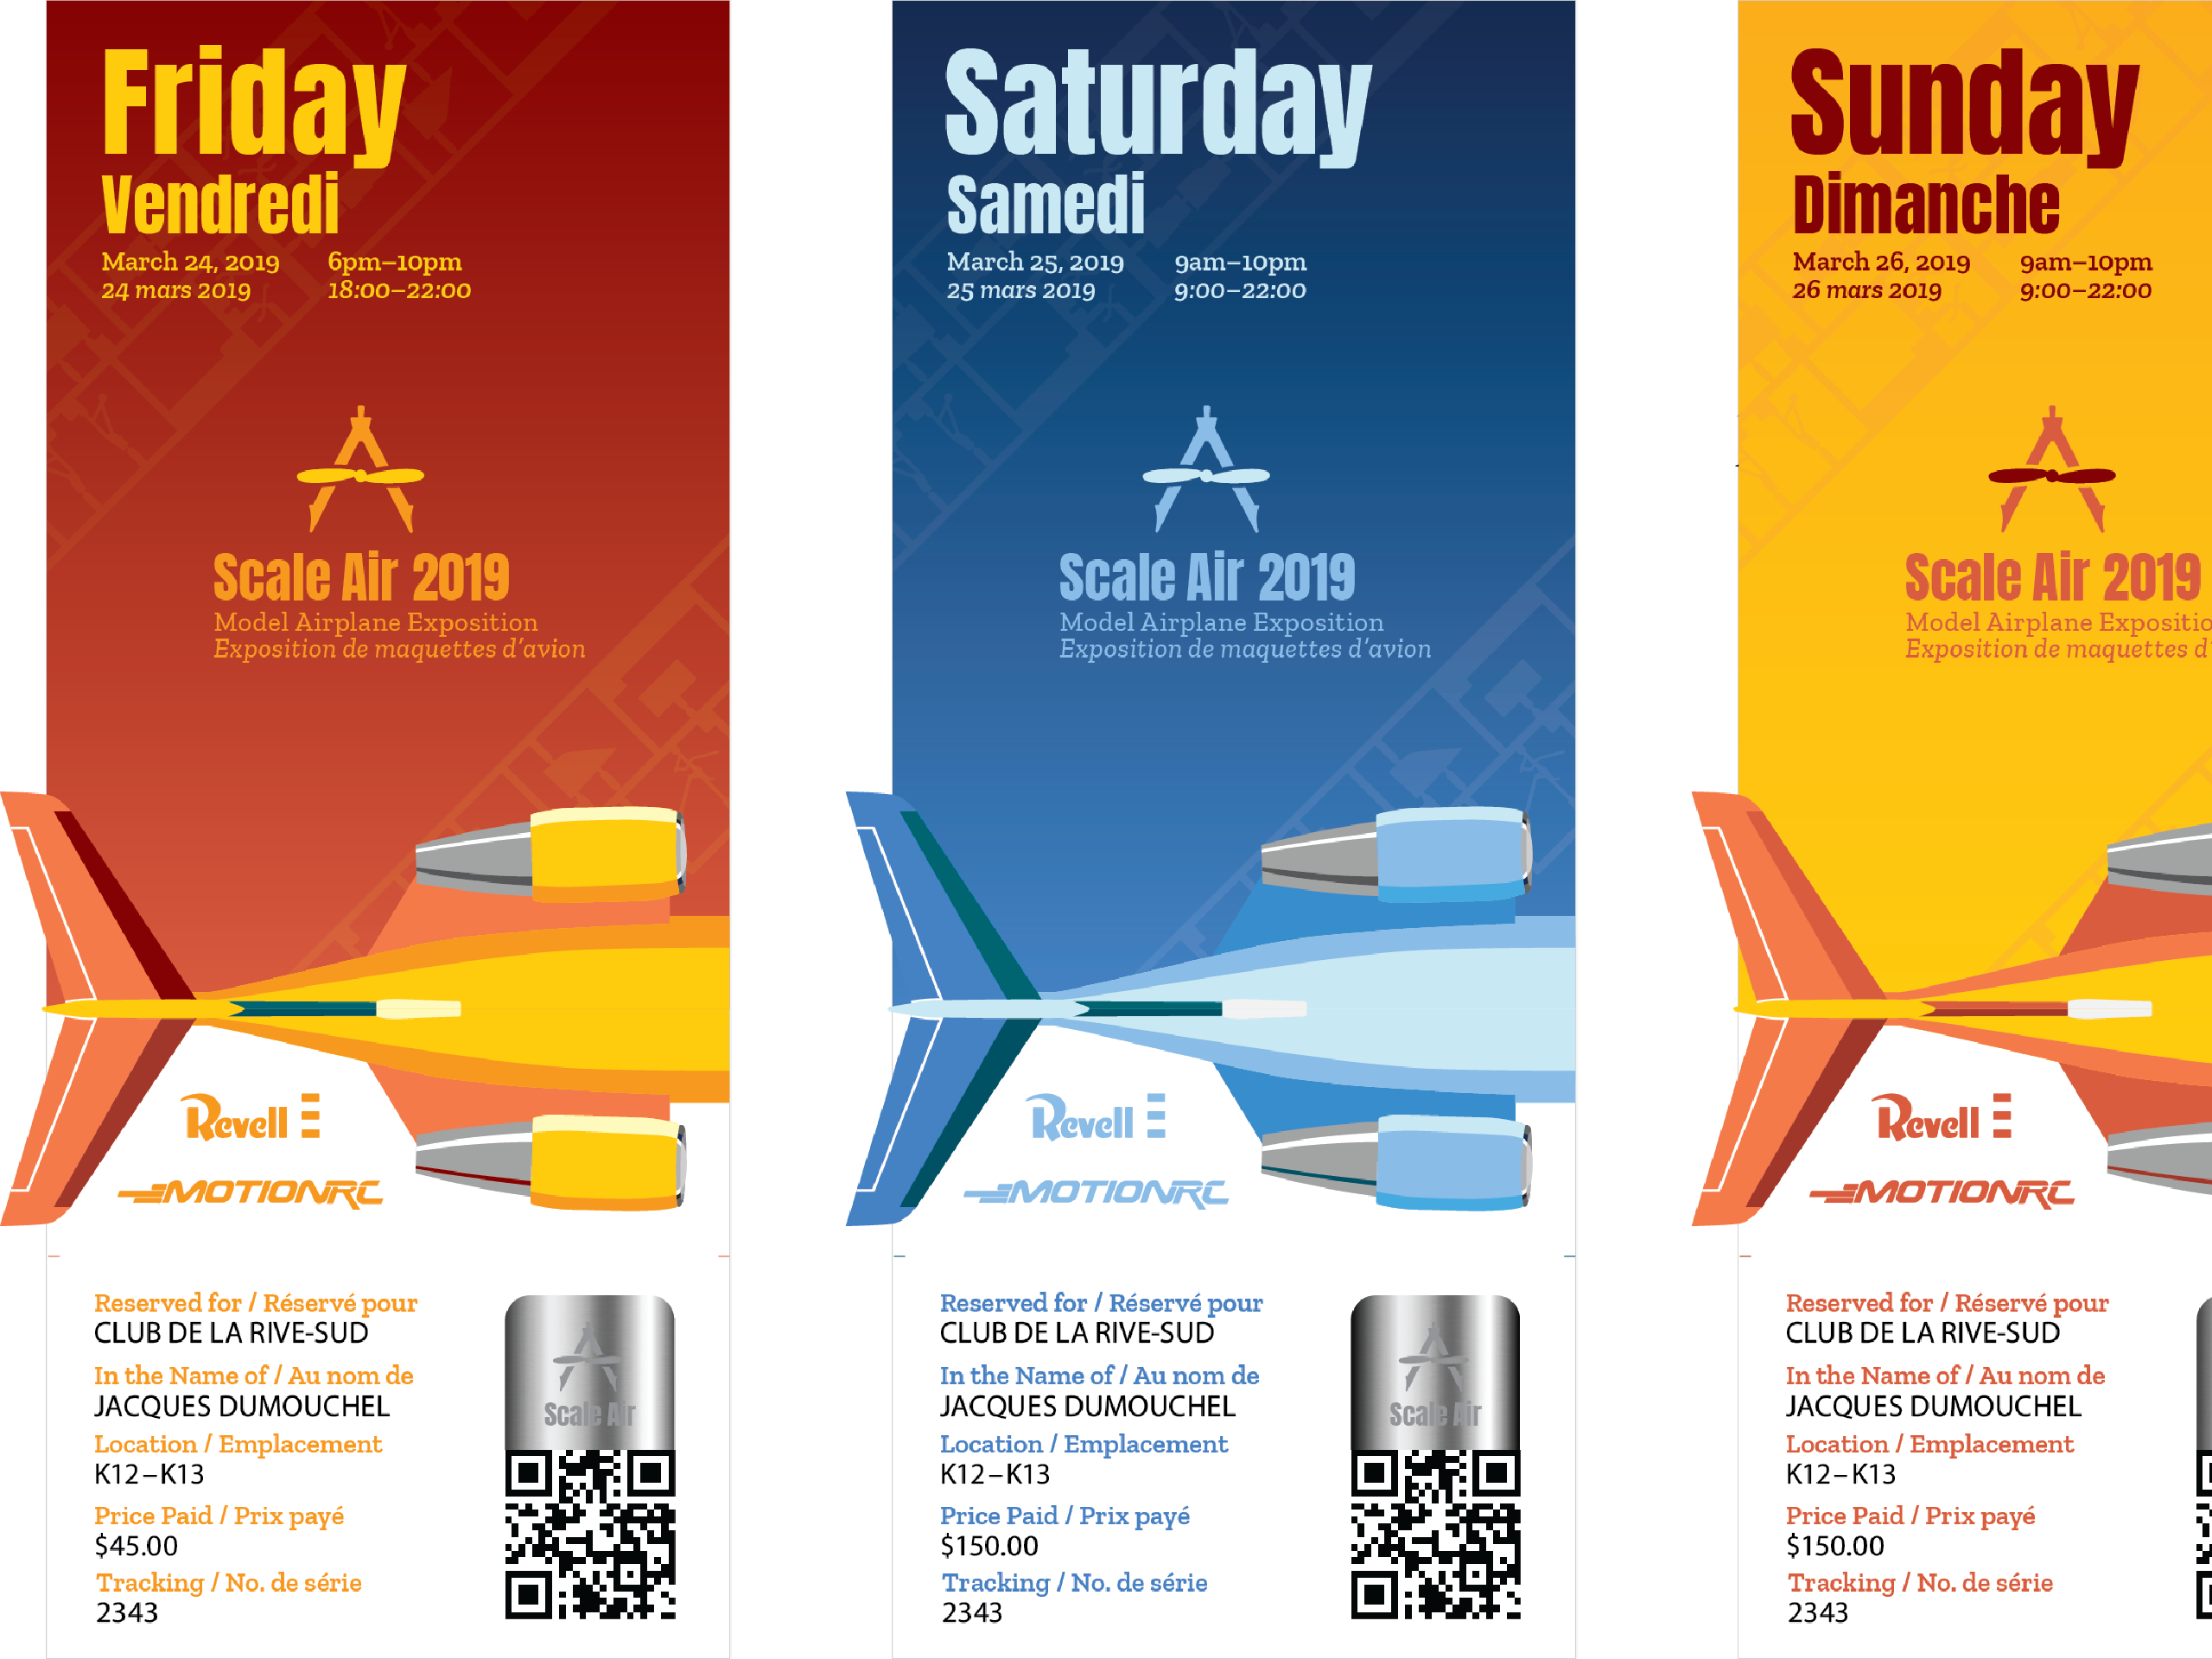 Friday
Vendredi
March 24, 2019 6pm–10pm
24 mars 2019 18:00–22:00
Scale Air 2019
Model Airplane Exposition
Exposition de maquettes d’avion
Revell
MOTIONRC
Reserved for / Réservé pour
CLUB DE LA RIVE-SUD
In the Name of / Au nom de
JACQUES DUMOUCHEL
Location / Emplacement
K12–K13
Price Paid / Prix payé
$45.00
Tracking / No. de série
2343
Scale Air
Saturday
Samedi
March 25, 2019 9am–10pm
25 mars 2019 9:00–22:00
Scale Air 2019
Model Airplane Exposition
Exposition de maquettes d’avion
Revell
MOTIONRC
Reserved for / Réservé pour
CLUB DE LA RIVE-SUD
In the Name of / Au nom de
JACQUES DUMOUCHEL
Location / Emplacement
K12–K13
Price Paid / Prix payé
$150.00
Tracking / No. de série
2343
Scale Air
Sunday
Dimanche
March 26, 2019 9am–10pm
26 mars 2019 9:00–22:00
Scale Air 2019
Model Airplane Expositio
Exposition de maquettes d’
Revell
MOTIONRC
Reserved for / Réservé pour
CLUB DE LA RIVE-SUD
In the Name of / Au nom de
JACQUES DUMOUCHEL
Location / Emplacement
K12–K13
Price Paid / Prix payé
$150.00
Tracking / No. de série
2343